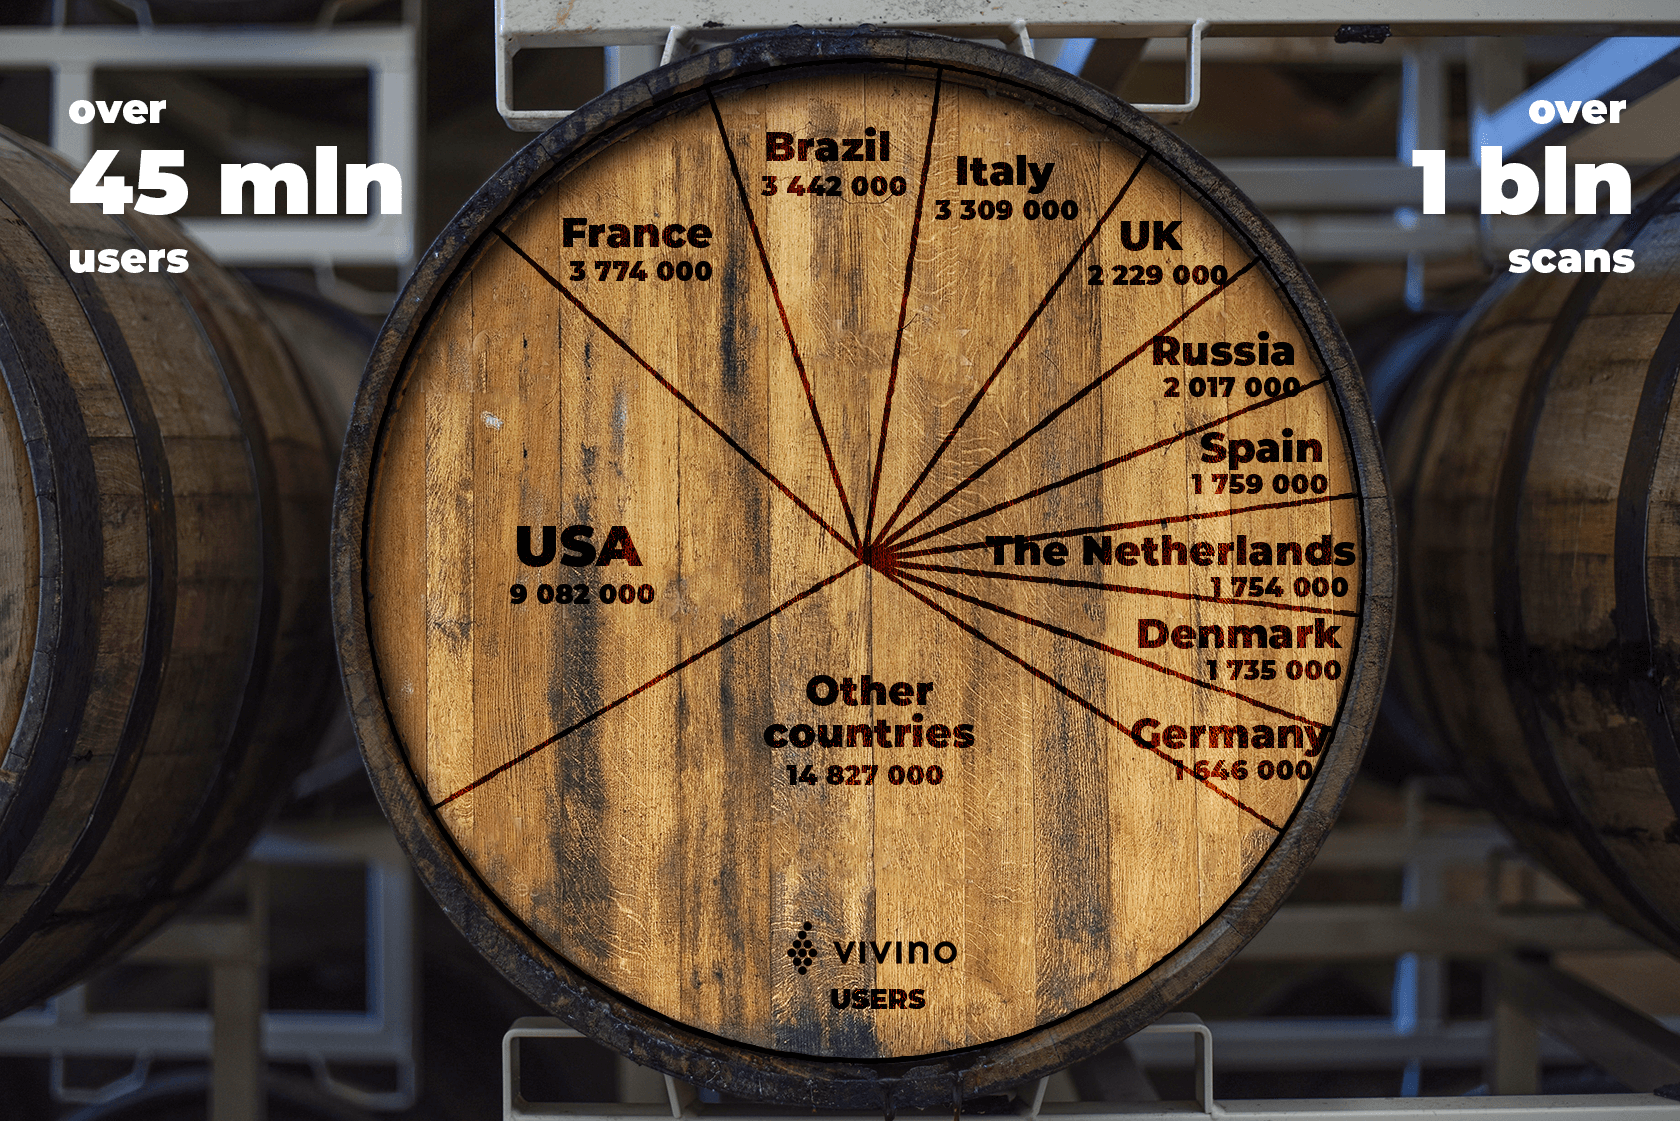 over
45 mln
users
over
1 bln
scans
Brazil
3 442 000
Italy
3 309 000
France
3 774 000
UK
2 229 000
Russia
2 017 000
Spain
1 759 000
The Netherlands
1 754 000
USA
9 082 000
Denmark
1 735 000
Other
countries
14 827 000
Germany
1 646 000
VIVINO
USERS